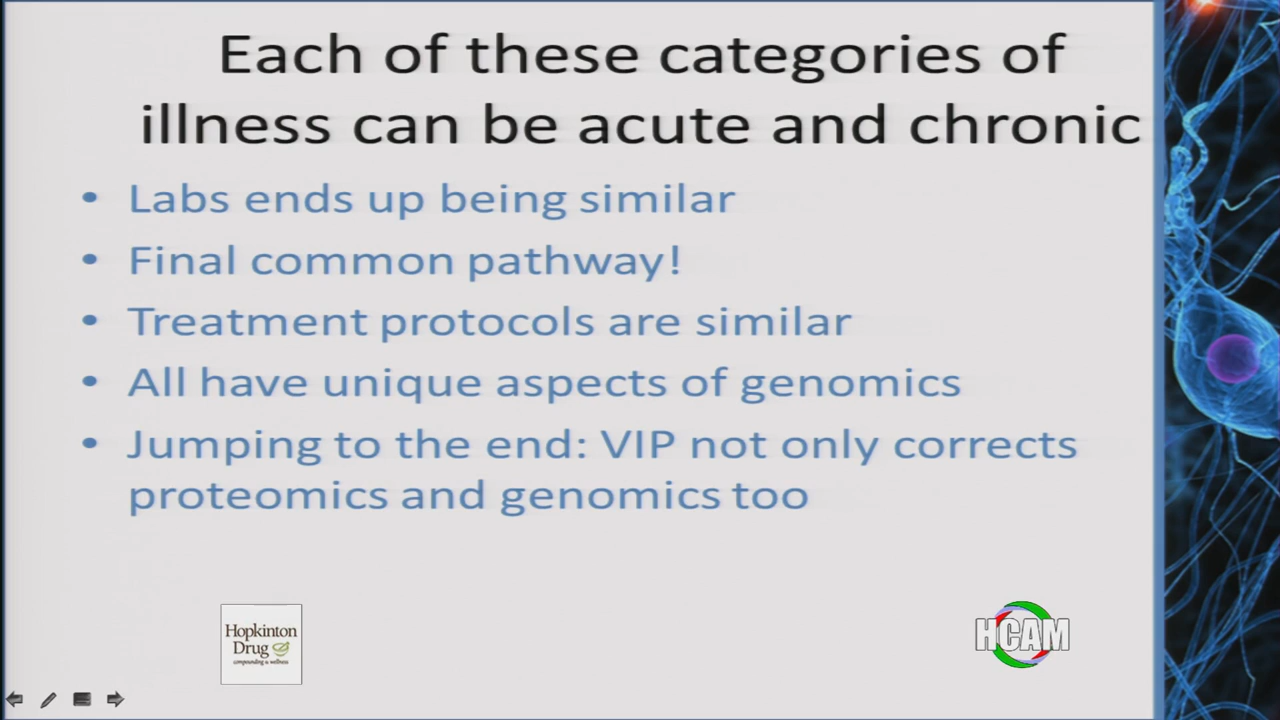 Each of these categories of
illness can be acute and chronic
• Labs ends up being similar
• Final common pathway!
• Treatment protocols are similar
• All have unique aspects of genomics
• Jumping to the end: VIP not only corrects
proteomics and genomics too
Hopkinton
Drug
compounding & wellness
HCAM